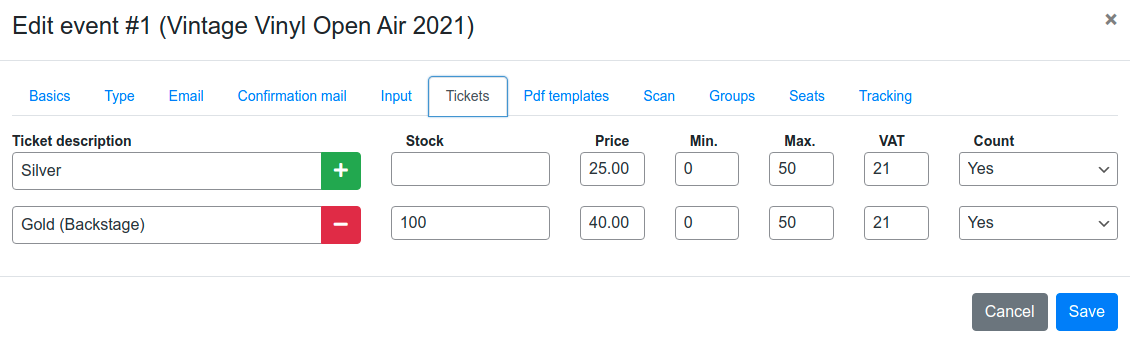 Edit event #1 (Vintage Vinyl Open Air 2021)
×
Basics Type Email Confirmation mail Input Tickets Pdf templates Scan Groups Seats Tracking
Ticket description Stock Price Min. Max. VAT Count
Silver + 25.00 0 50 21 Yes
Gold (Backstage) − 100 40.00 0 50 21 Yes
Cancel Save